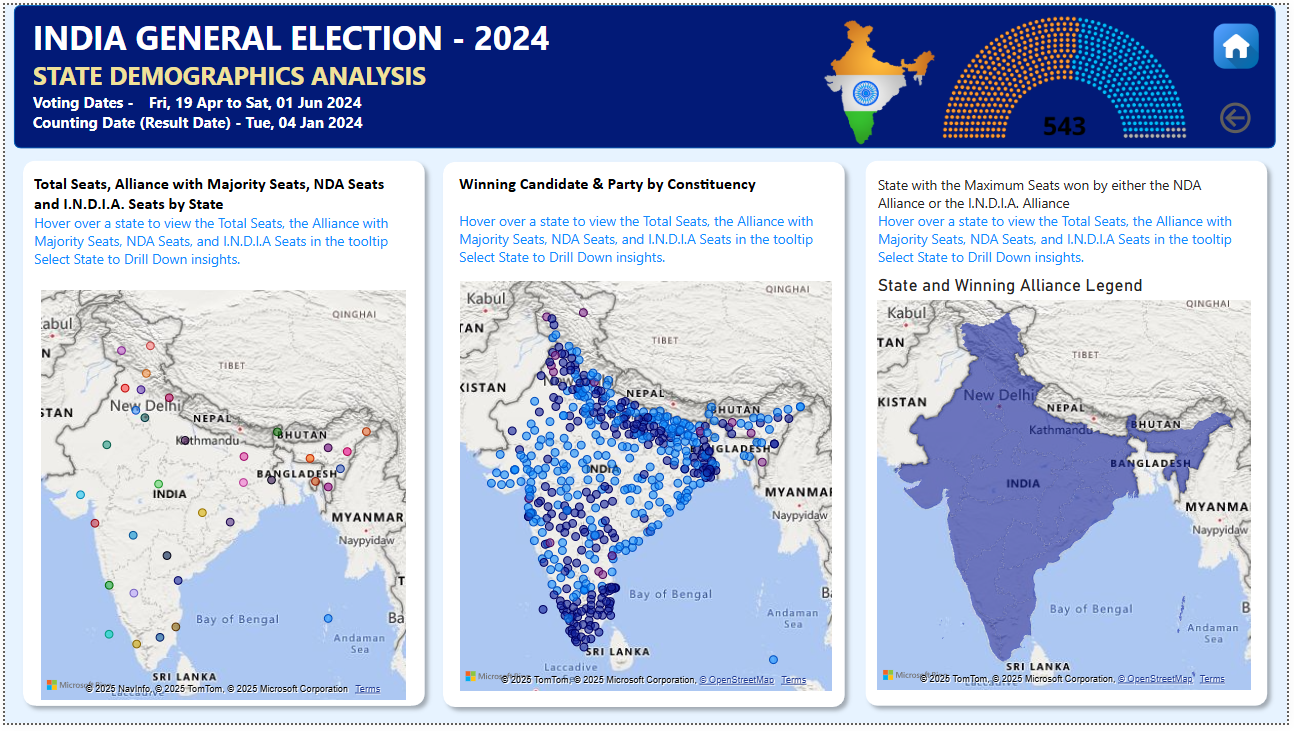 INDIA GENERAL ELECTION - 2024
STATE DEMOGRAPHICS ANALYSIS
Voting Dates - Fri, 19 Apr to Sat, 01 Jun 2024
Counting Date (Result Date) - Tue, 04 Jan 2024
543
Total Seats, Alliance with Majority Seats, NDA Seats
and I.N.D.I.A. Seats by State
Hover over a state to view the Total Seats, the Alliance with
Majority Seats, NDA Seats, and I.N.D.I.A Seats in the tooltip
Select State to Drill Down insights.
abul
QINGHAI
N
TIBET
STAN
New Delhi
NEPAL
Kathmandu
BHUTAN
BANGLADESH
INDIA
MYANMAR
Naypyidaw
T
Bay of Bengal
Ba
Andaman
Sea
SRI LANKA
© 2025 NavInfo, © 2025 TomTom, © 2025 Microsoft Corporation Terms
Winning Candidate & Party by Constituency
Hover over a state to view the Total Seats, the Alliance with
Majority Seats, NDA Seats, and I.N.D.I.A Seats in the tooltip
Select State to Drill Down insights.
Kabul
QINGHAI
TAN
TIBET
KISTAN
NEPAL
BHUTAN
BANGLADESH
INDIA
MYANMAR
Naypyidaw
Bay of Bengal
Ba
Andaman
Sea
SRI LANKA
Laccadive
© 2025 TomTom, © 2025 Microsoft Corporation, © OpenStreetMap Terms
State with the Maximum Seats won by either the NDA
Alliance or the I.N.D.I.A. Alliance
Hover over a state to view the Total Seats, the Alliance with
Majority Seats, NDA Seats, and I.N.D.I.A Seats in the tooltip
Select State to Drill Down insights.
State and Winning Alliance Legend
Kabul
QINGHAI
TAN
TIBET
KISTAN
New Delhi
NEPAL
Kathmandu
BHUTAN
BANGLADESH
INDIA
MYANMA
Naypyidaw
Bay of Bengal
B
Andaman
Sea
SRI LANKA
© 2025 TomTom, © 2025 Microsoft Corporation, © OpenStreetMap Terms